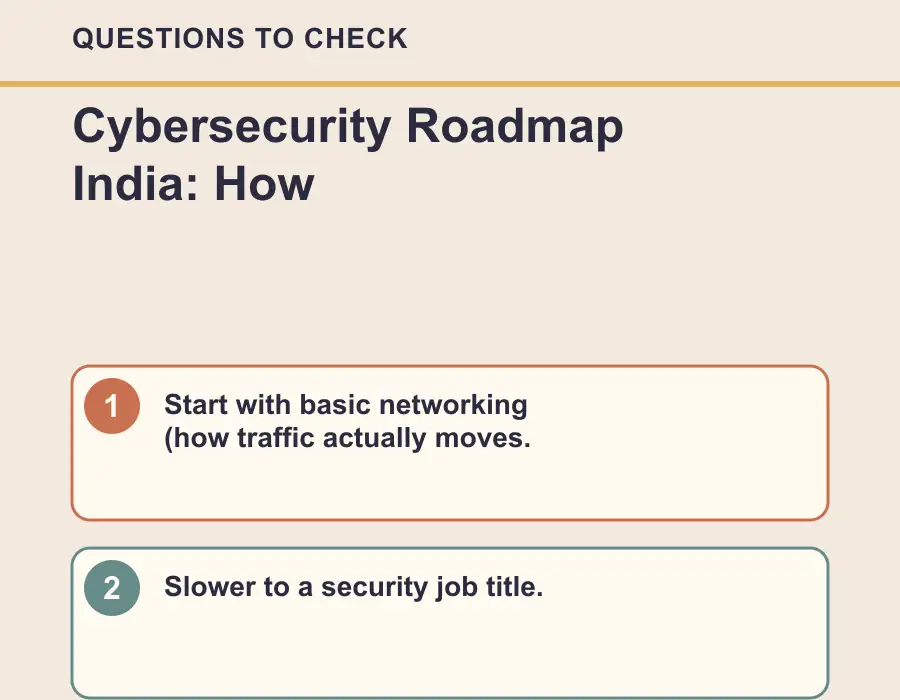 QUESTIONS TO CHECK
Cybersecurity Roadmap
India: How
1
Start with basic networking
(how traffic actually moves.
2
Slower to a security job title.